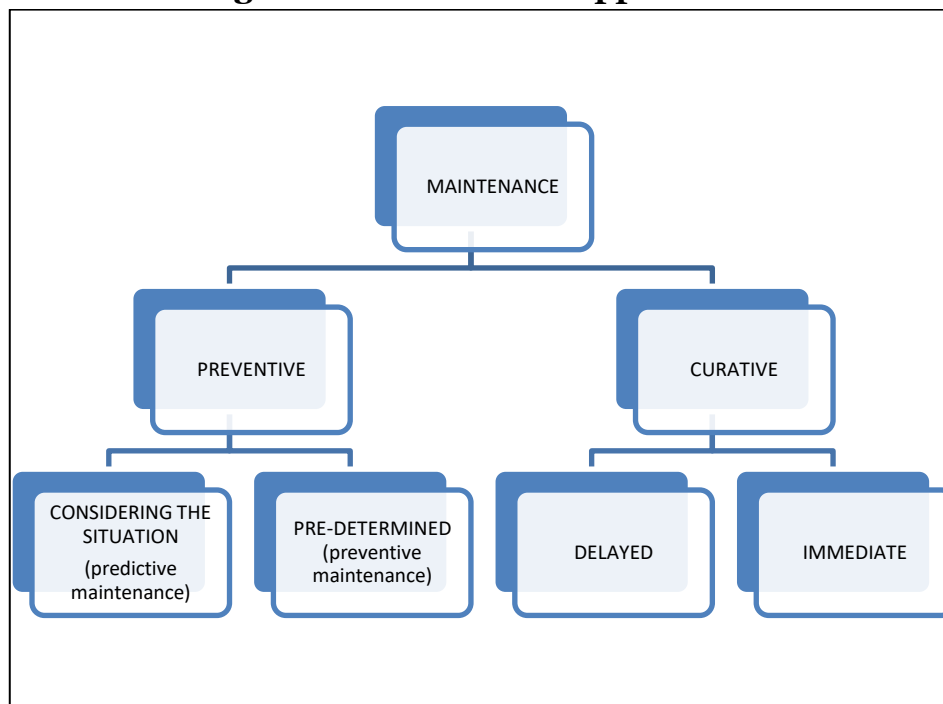 MAINTENANCE
PREVENTIVE
CURATIVE
CONSIDERING THE
SITUATION
(predictive
maintenance)
PRE-DETERMINED
(preventive
maintenance)
DELAYED
IMMEDIATE